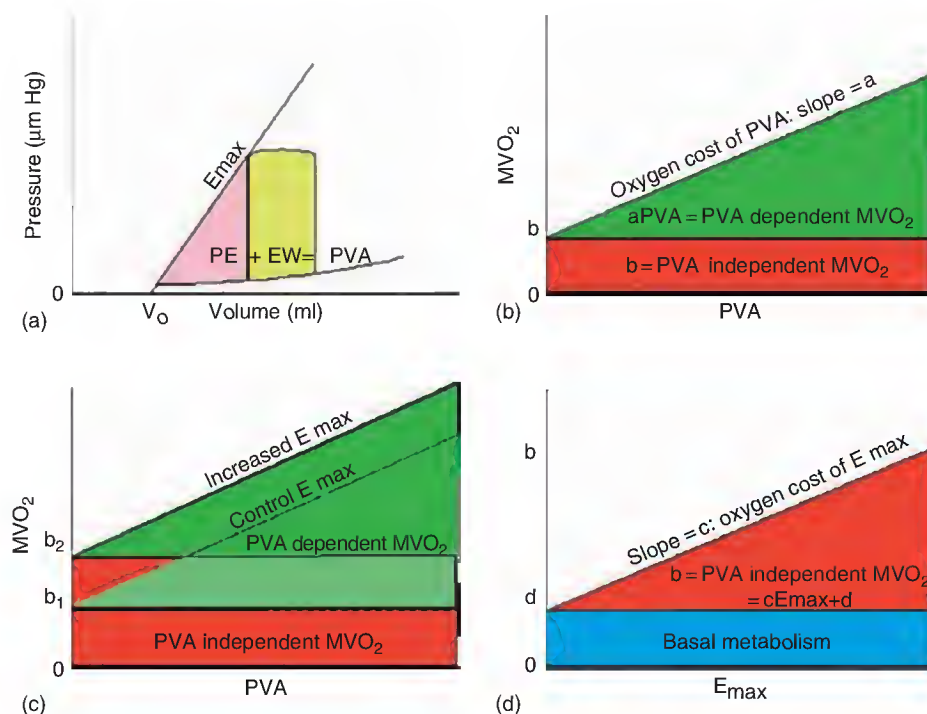 Pressure (µm Hg)
Emax
PE + EW= PVA
0
V₀ Volume (ml)
(a)
MVO₂
Oxygen cost of PVA: slope = a
aPVA = PVA dependent MVO₂
b
b = PVA independent MVO₂
0
PVA
(b)
MVO₂
Increased E max
Control E max
PVA dependent MVO₂
b₂
b₁
PVA independent MVO₂
0
PVA
(c)
b
Slope = c: oxygen cost of E max
b = PVA independent MVO₂
= cEmax+d
d
Basal metabolism
0
Eₘₐₓ
(d)